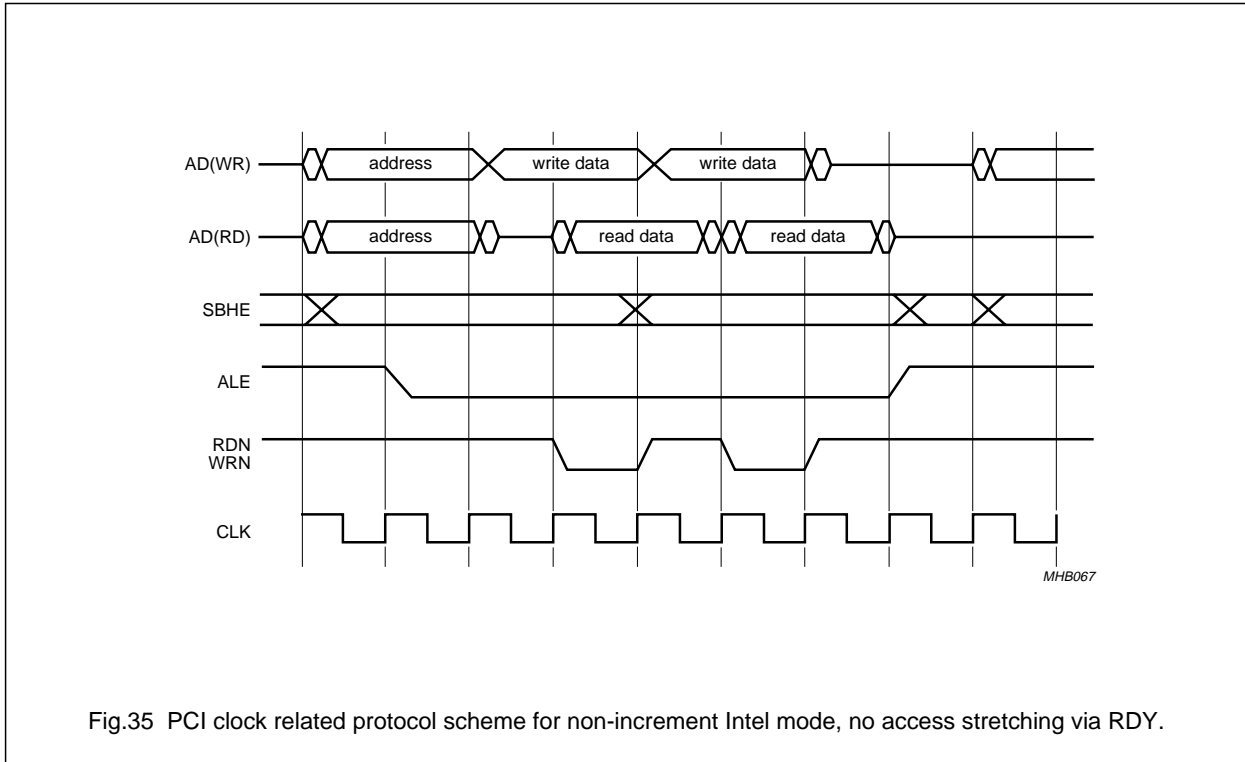 AD(WR) address write data write data
AD(RD) address read data read data
SBHE
ALE
RDN
WRN
CLK
MHB067
Fig.35 PCI clock related protocol scheme for non-increment Intel mode, no access stretching via RDY.